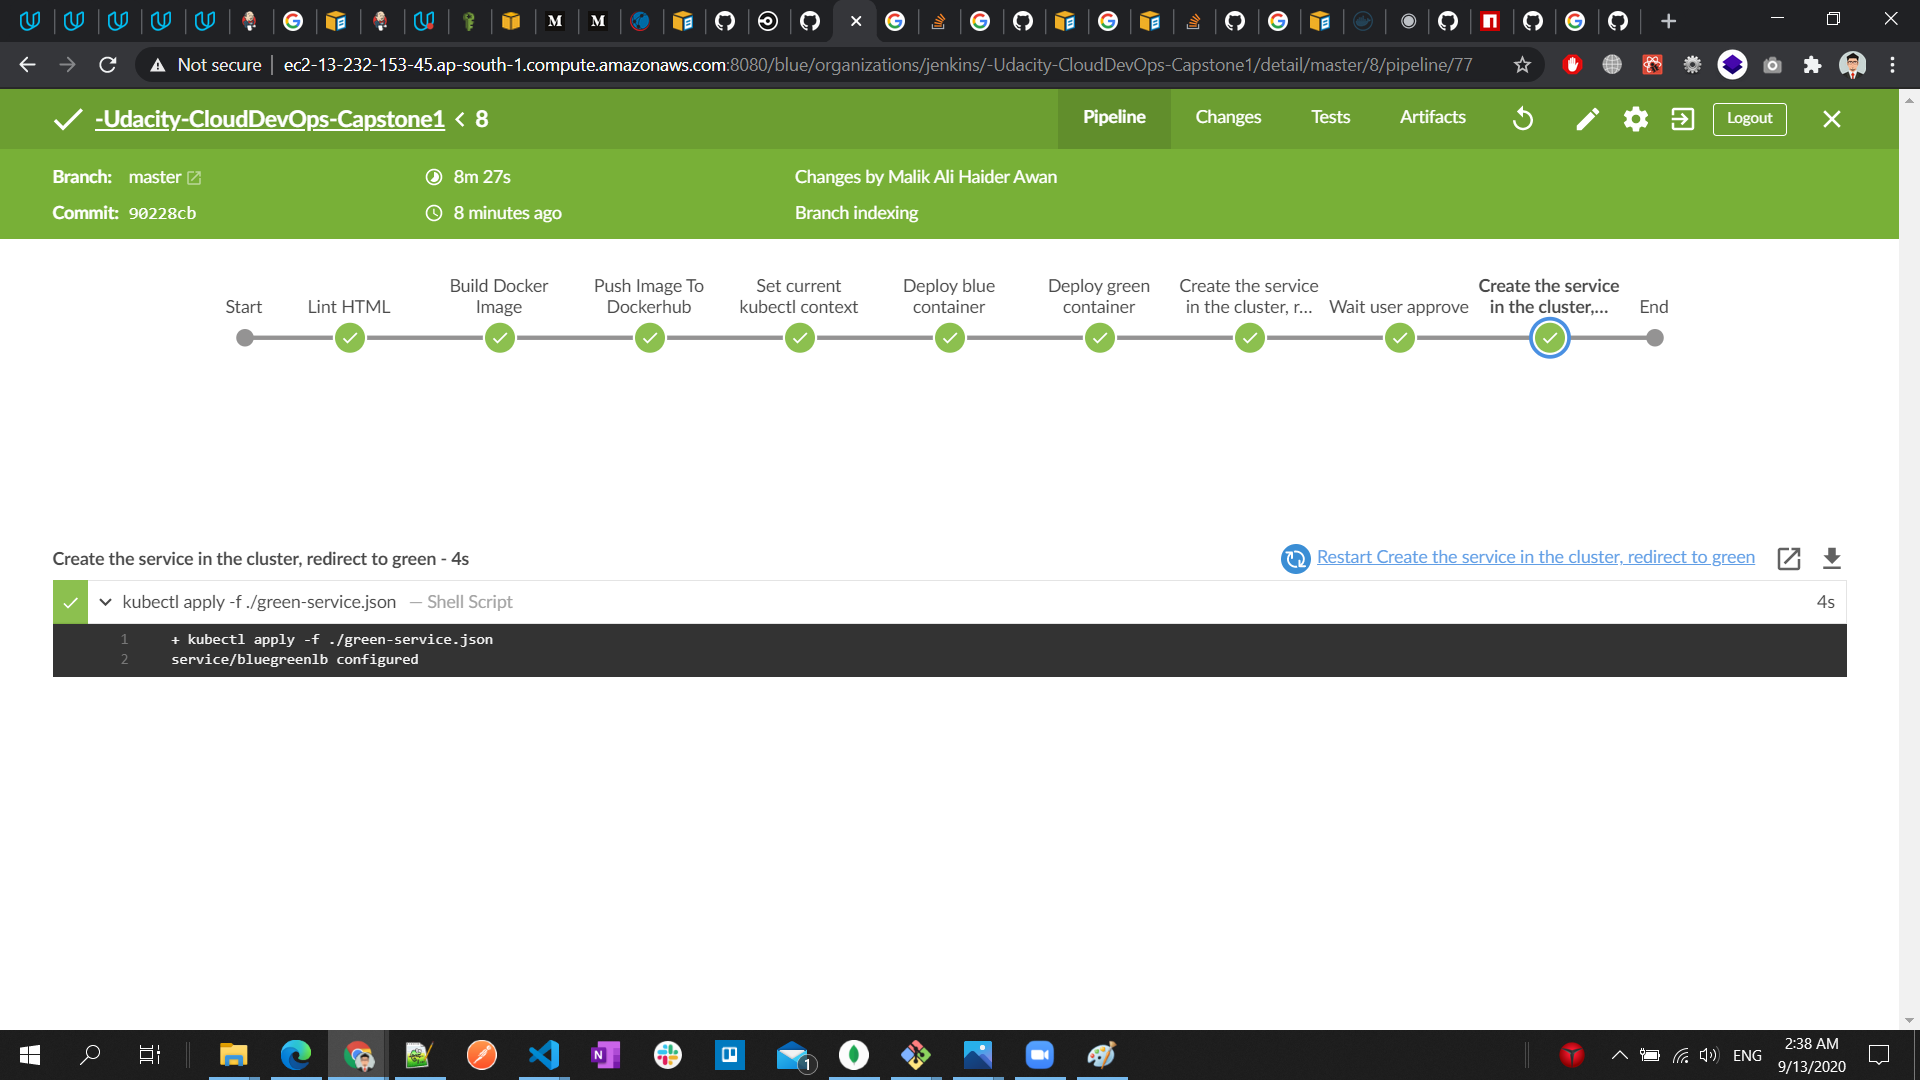 Not secure
ec2-13-232-153-45.ap-south-1.compute.amazonaws.com:8080/blue/organizations/jenkins/-Udacity-CloudDevOps-Capstone1/detail/master/8/pipeline/77
-Udacity-CloudDevOps-Capstone1 < 8
Pipeline
Changes
Tests
Artifacts
Logout
Branch: master
8m 27s
Changes by Malik Ali Haider Awan
Commit: 90228cb
8 minutes ago
Branch indexing
Start
Lint HTML
Build Docker
Image
Push Image To
Dockerhub
Set current
kubectl context
Deploy blue
container
Deploy green
container
Create the service
in the cluster, r...
Wait user approve
Create the service
in the cluster,...
End
Create the service in the cluster, redirect to green - 4s
Restart Create the service in the cluster, redirect to green
kubectl apply -f ./green-service.json — Shell Script
4s
1 + kubectl apply -f ./green-service.json
2 service/bluegreenlb configured
1
ENG
2:38 AM
9/13/2020